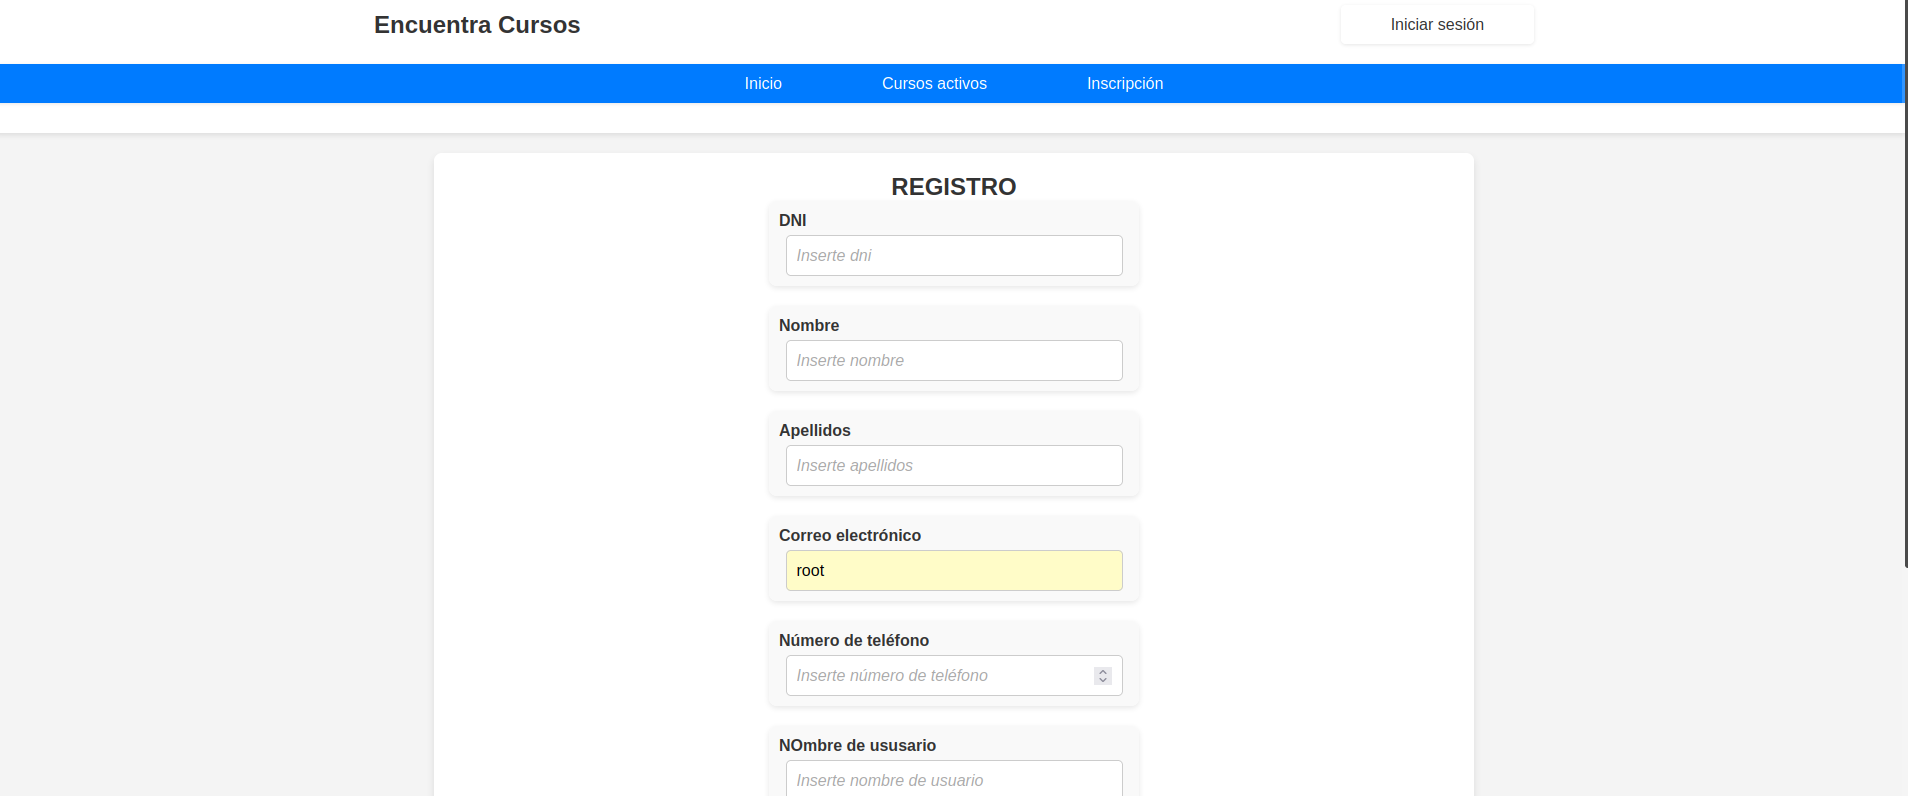 Encuentra Cursos
Iniciar sesión
Inicio
Cursos activos
Inscripción
REGISTRO
DNI
Inserte dni
Nombre
Inserte nombre
Apellidos
Inserte apellidos
Correo electrónico
root
Número de teléfono
Inserte número de teléfono
NOmbre de ususario
Inserte nombre de usuario